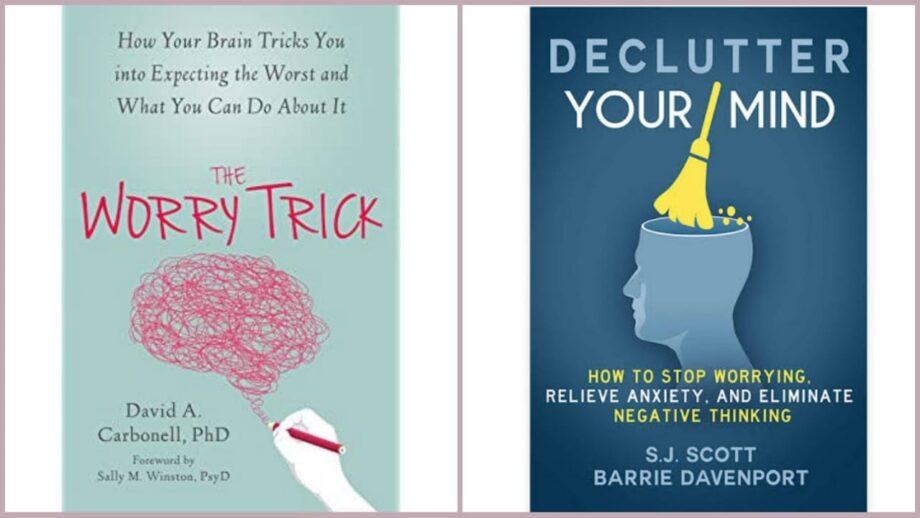 How Your Brain Tricks You
into Expecting the Worst and
What You Can Do About It
THE
WORRY TRICK
David A.
Carbonell, PhD
Foreword by
Sally M. Winston, PsyD
DECLUTTER
YOUR MIND
HOW TO STOP WORRYING,
RELIEVE ANXIETY, AND ELIMINATE
NEGATIVE THINKING
S.J. SCOTT
BARRIE DAVENPORT